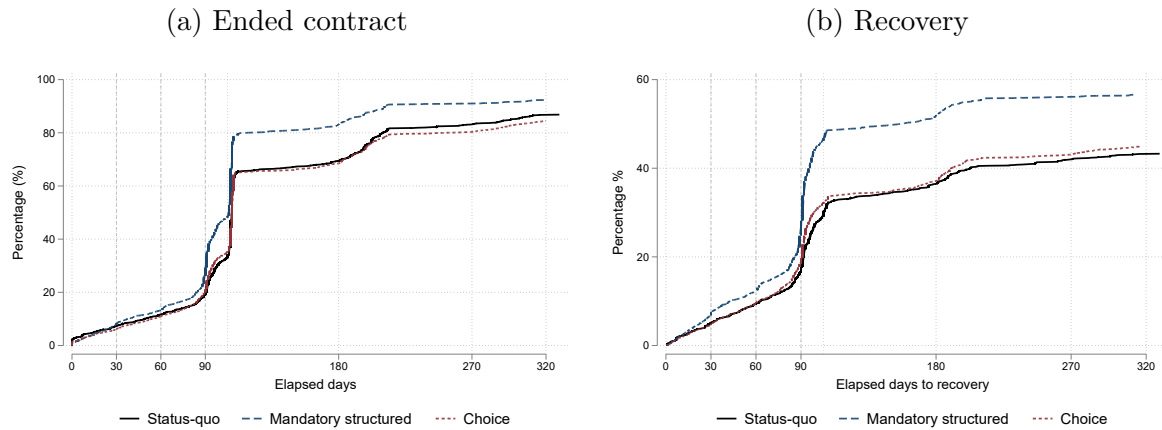 (a) Ended contract
Percentage (%)
100
80
60
40
20
0
0 30 60 90 180 270 320
Elapsed days
Status-quo Mandatory structured Choice
(b) Recovery
Percentage %
60
40
20
0
0 30 60 90 180 270 320
Elapsed days to recovery
Status-quo Mandatory structured Choice